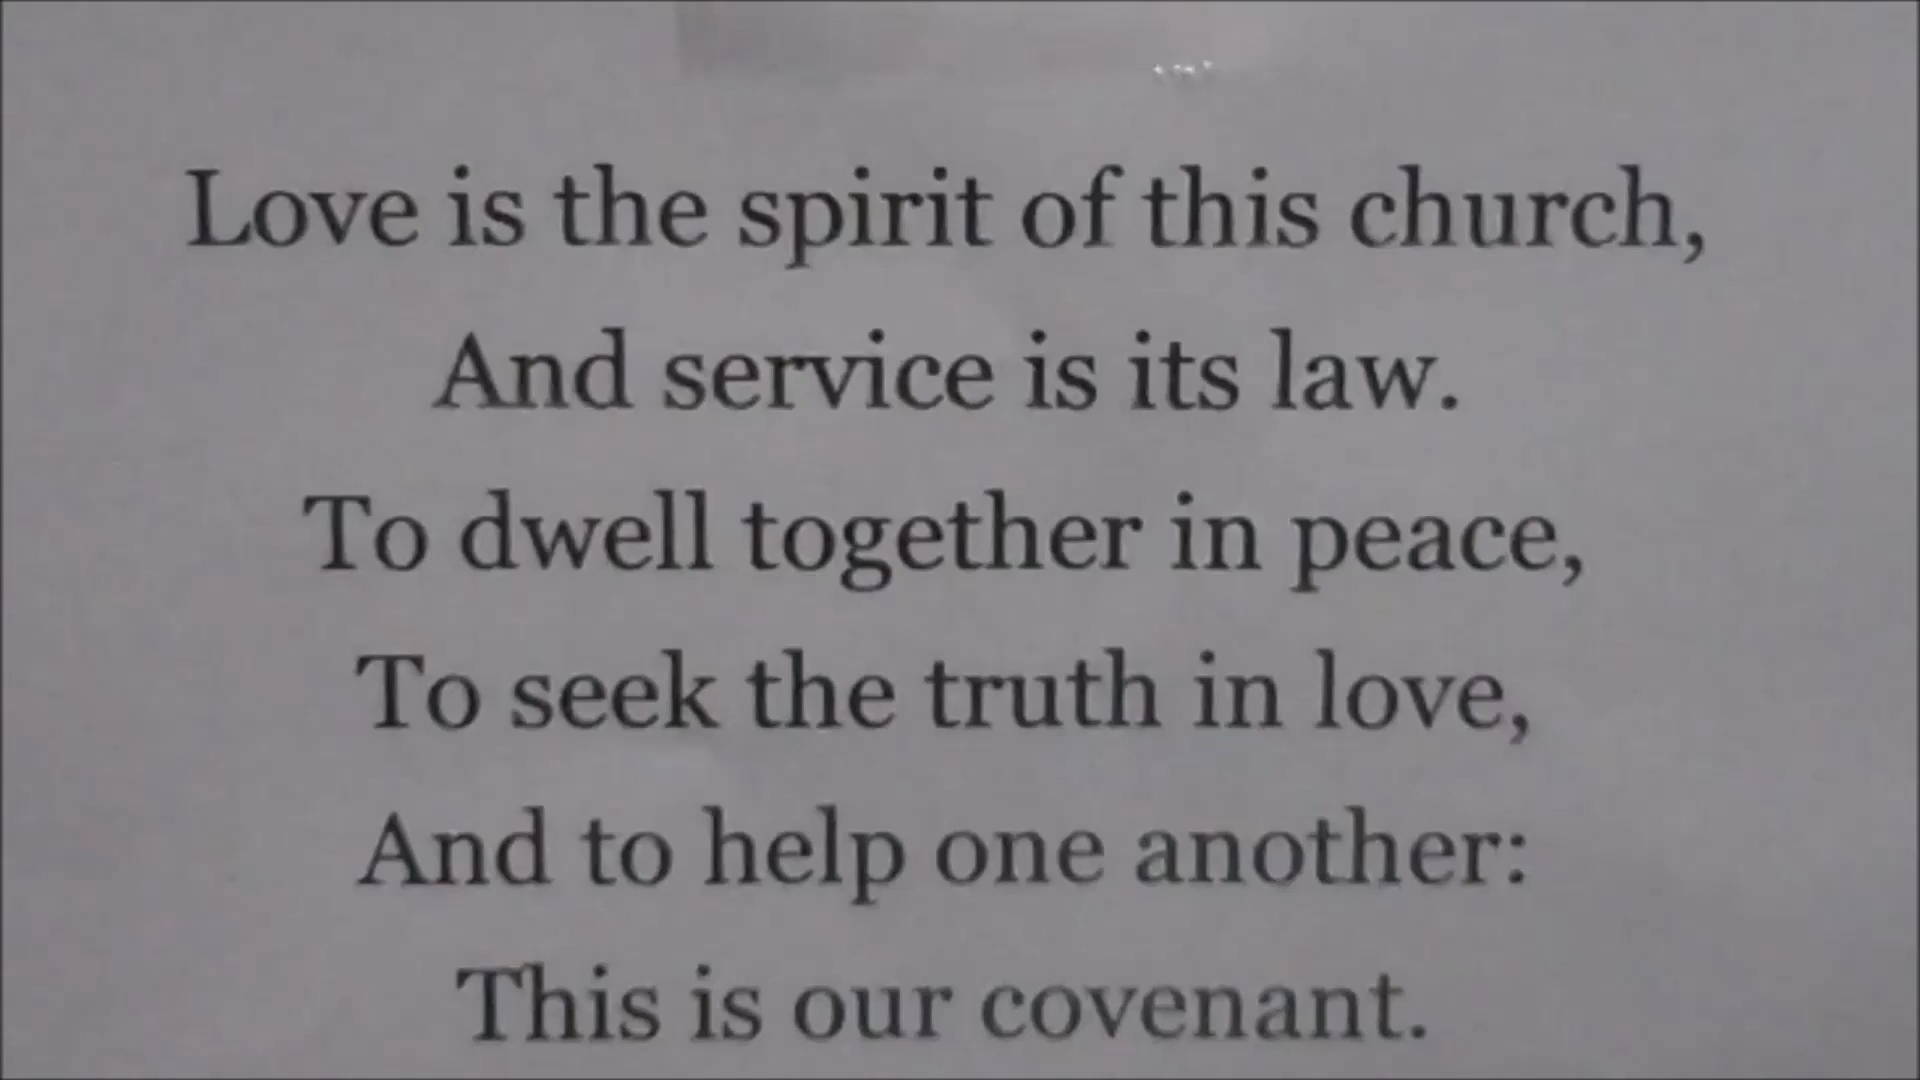 Love is the spirit of this church,
And service is its law.
To dwell together in peace,
To seek the truth in love,
And to help one another:
This is our covenant.